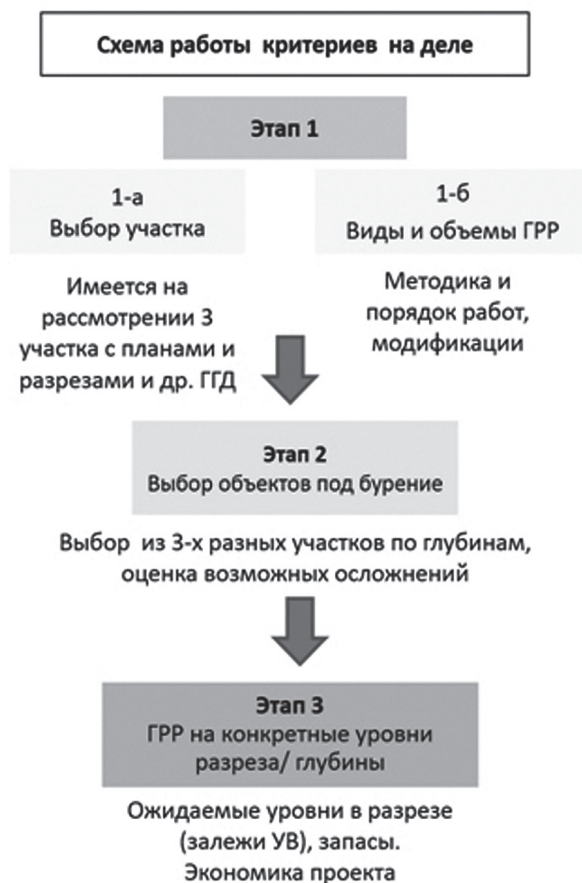 Схема работы критериев на деле
Этап 1
1-а
Выбор участка
1-б
Виды и объемы ГРР
Имеется на
рассмотрении 3
участка с планами и
разрезами и др. ГГД
Методика и
порядок работ,
модификации
Этап 2
Выбор объектов под бурение
Выбор из 3-х разных участков по глубинам,
оценка возможных осложнений
Этап 3
ГРР на конкретные уровни
разреза/ глубины
Ожидаемые уровни в разрезе
(залежи УВ), запасы.
Экономика проекта